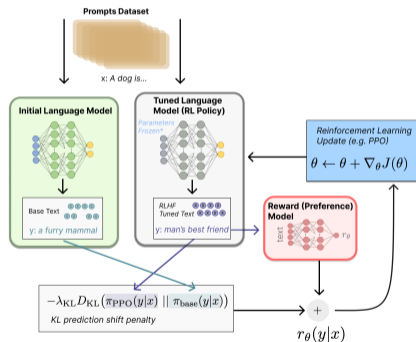 Prompts Dataset
x: A dog is...
Initial Language Model
Tuned Language
Model (RL Policy)
Parameters
Frozen*
Reinforcement Learning
Update (e.g. PPO)
θ ← θ + ∇θJ(θ)
Base Text
y: a furry mammal
RLHF
Tuned Text
y: man's best friend
Reward (Preference)
Model
text
rθ
−λKL DKL(πPPO(y|x) || πbase(y|x))
KL prediction shift penalty
+
rθ(y|x)